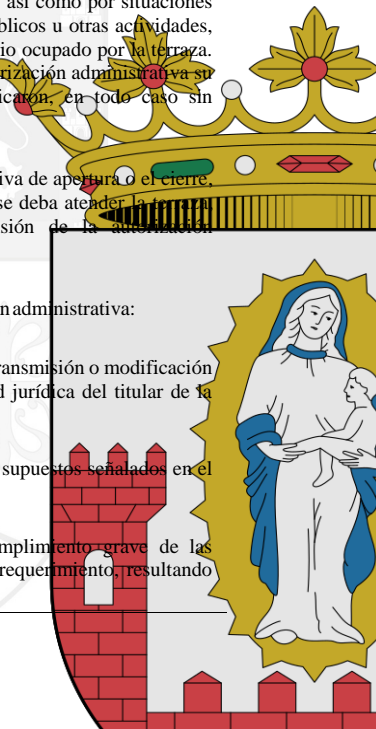 así como por situaciones
blicos u otras actividades,
io ocupado por la terraza.
rización administrativa su
icaron, en todo caso sin
iva de apertura o el cierre,
se deba atender la terraza,
sión de la autorización
n administrativa:
ransmisión o modificación
d jurídica del titular de la
supuestos señalados en el
mplimiento grave de las
requerimiento, resultando